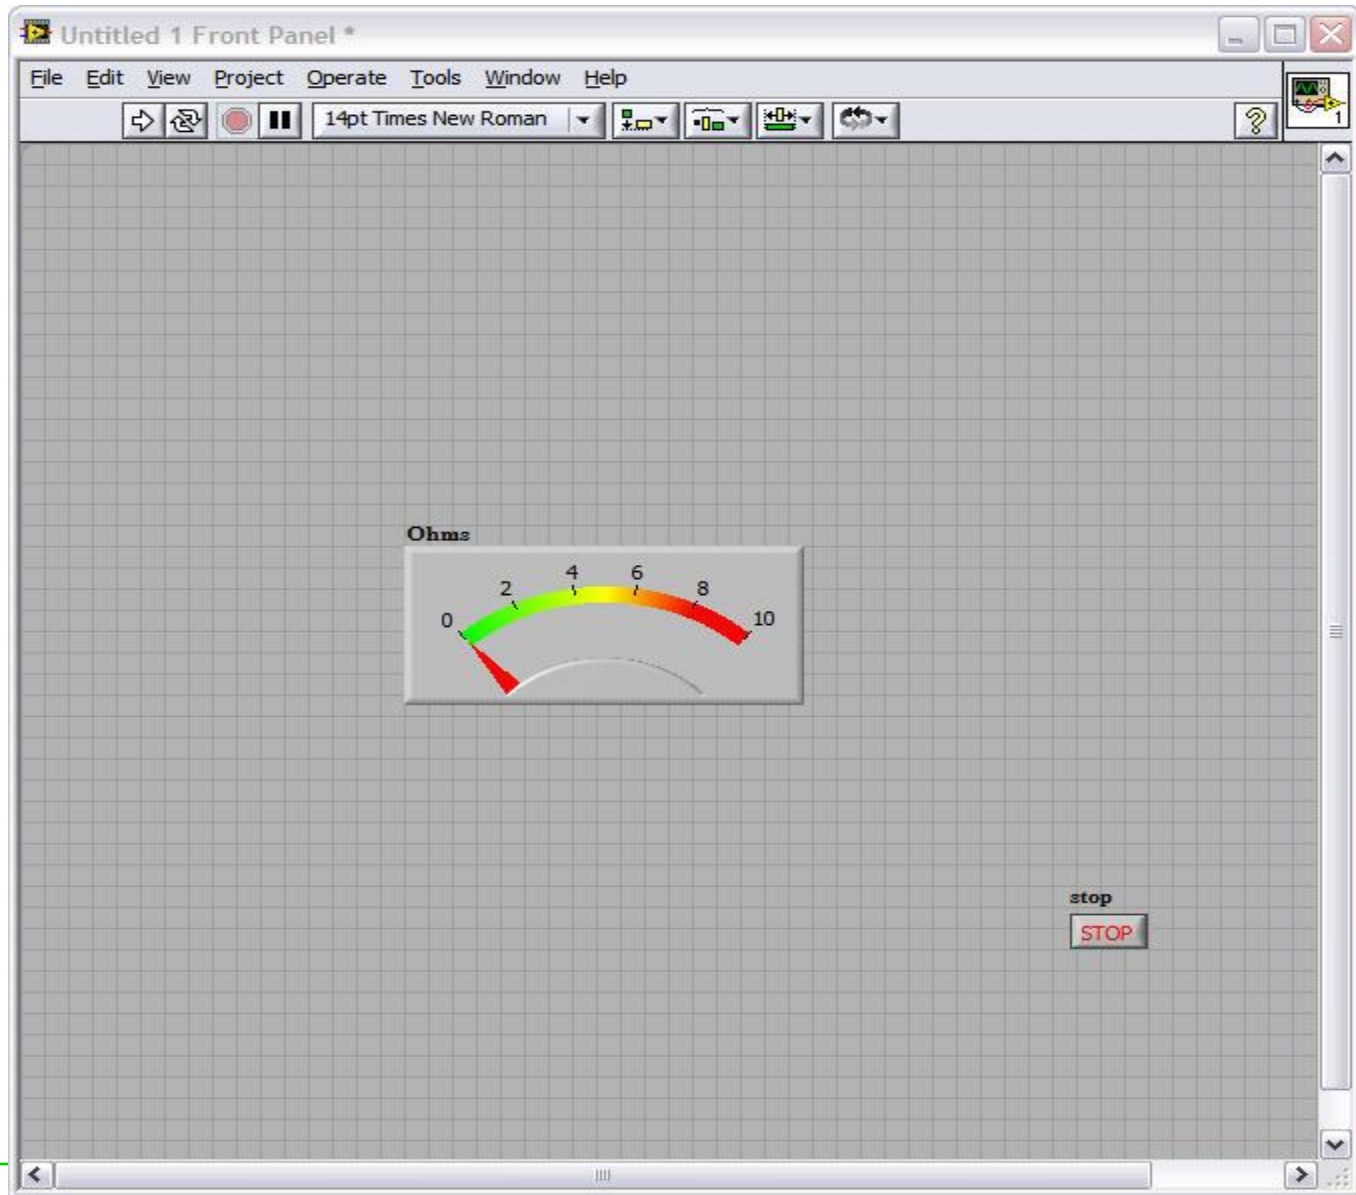 Untitled 1 Front Panel *
File Edit View Project Operate Tools Window Help
14pt Times New Roman
?
1
Ohms
0 2 4 6 8 10
stop
STOP